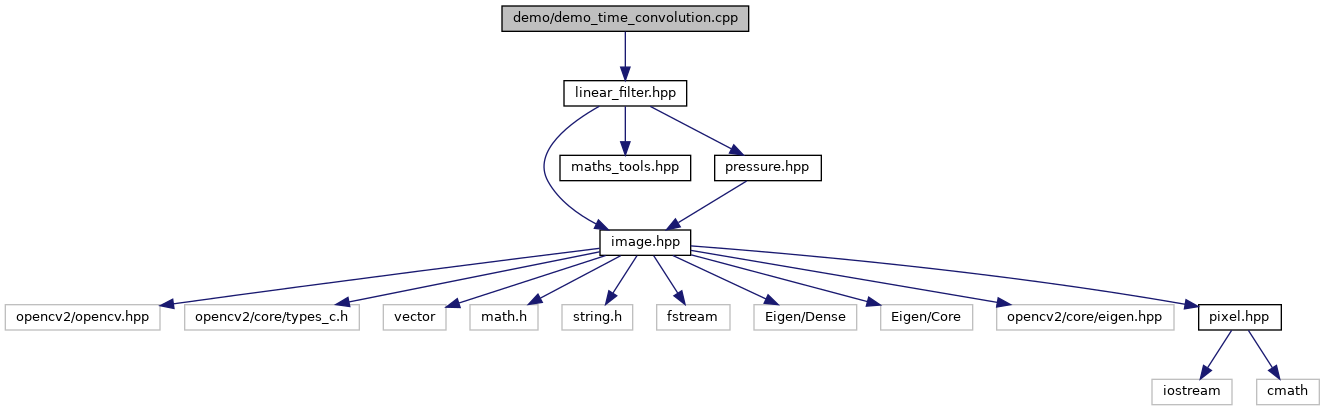 demo/demo_time_convolution.cpp
linear_filter.hpp
maths_tools.hpp
pressure.hpp
image.hpp
opencv2/opencv.hpp
opencv2/core/types_c.h
vector
math.h
string.h
fstream
Eigen/Dense
Eigen/Core
opencv2/core/eigen.hpp
pixel.hpp
iostream
cmath